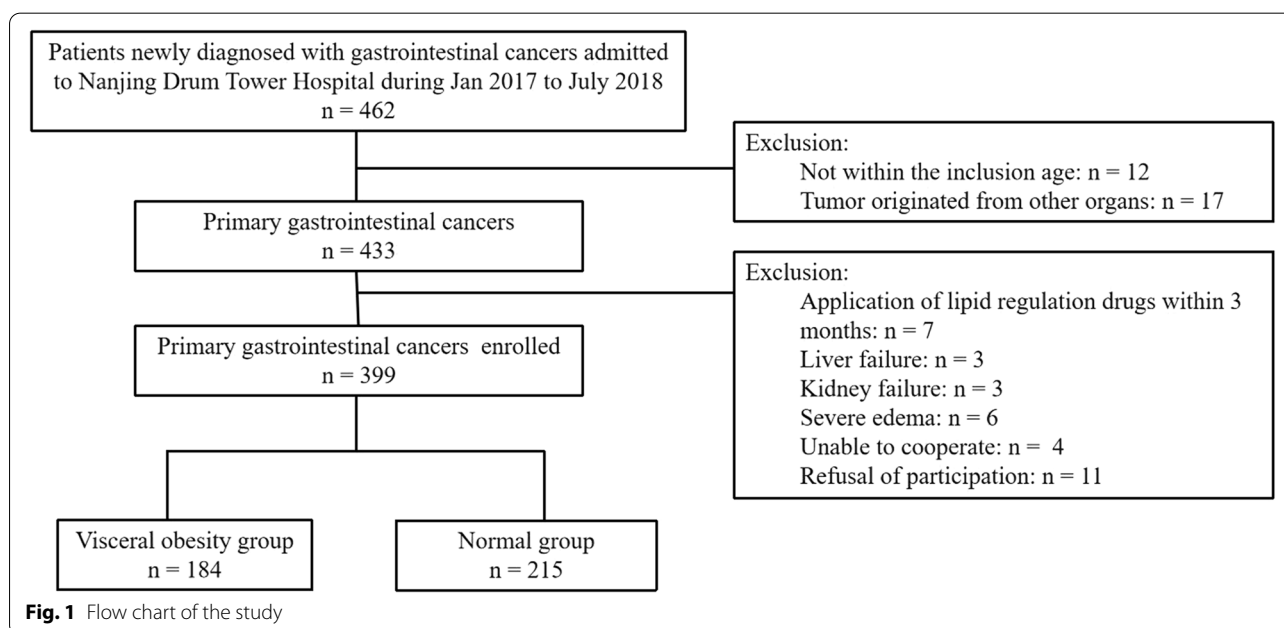 Patients newly diagnosed with gastrointestinal cancers admitted
to Nanjing Drum Tower Hospital during Jan 2017 to July 2018
n = 462
Exclusion:
Not within the inclusion age: n = 12
Tumor originated from other organs: n = 17
Primary gastrointestinal cancers
n = 433
Exclusion:
Application of lipid regulation drugs within 3
months: n = 7
Liver failure: n = 3
Kidney failure: n = 3
Severe edema: n = 6
Unable to cooperate: n = 4
Refusal of participation: n = 11
Primary gastrointestinal cancers enrolled
n = 399
Visceral obesity group
n = 184
Normal group
n = 215
Fig. 1 Flow chart of the study